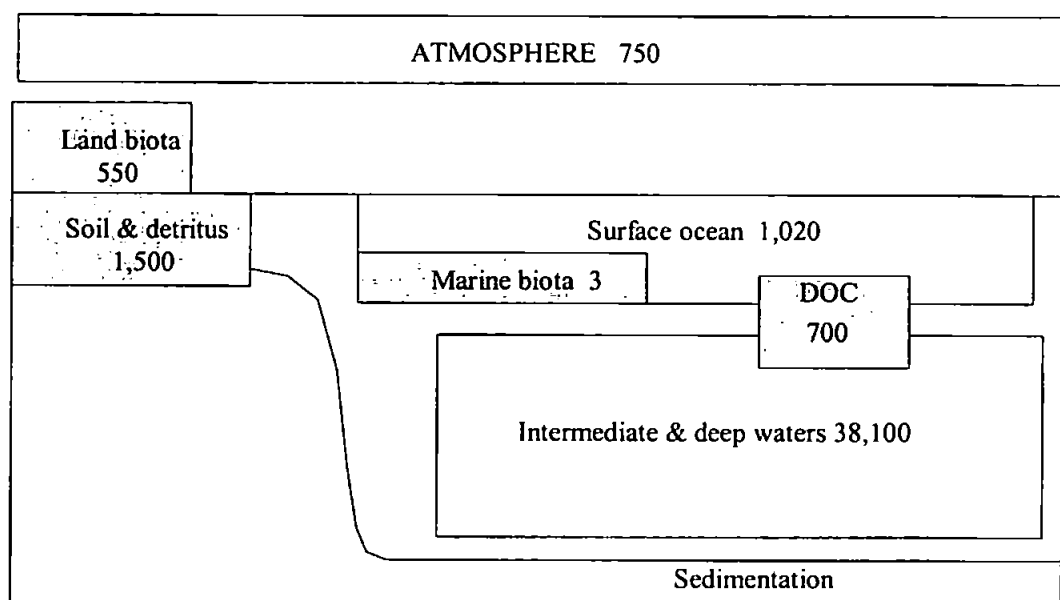 ATMOSPHERE 750
Land biota
550
Soil & detritus
1,500
Surface ocean 1,020
Marine biota 3
DOC
700
Intermediate & deep waters 38,100
Sedimentation